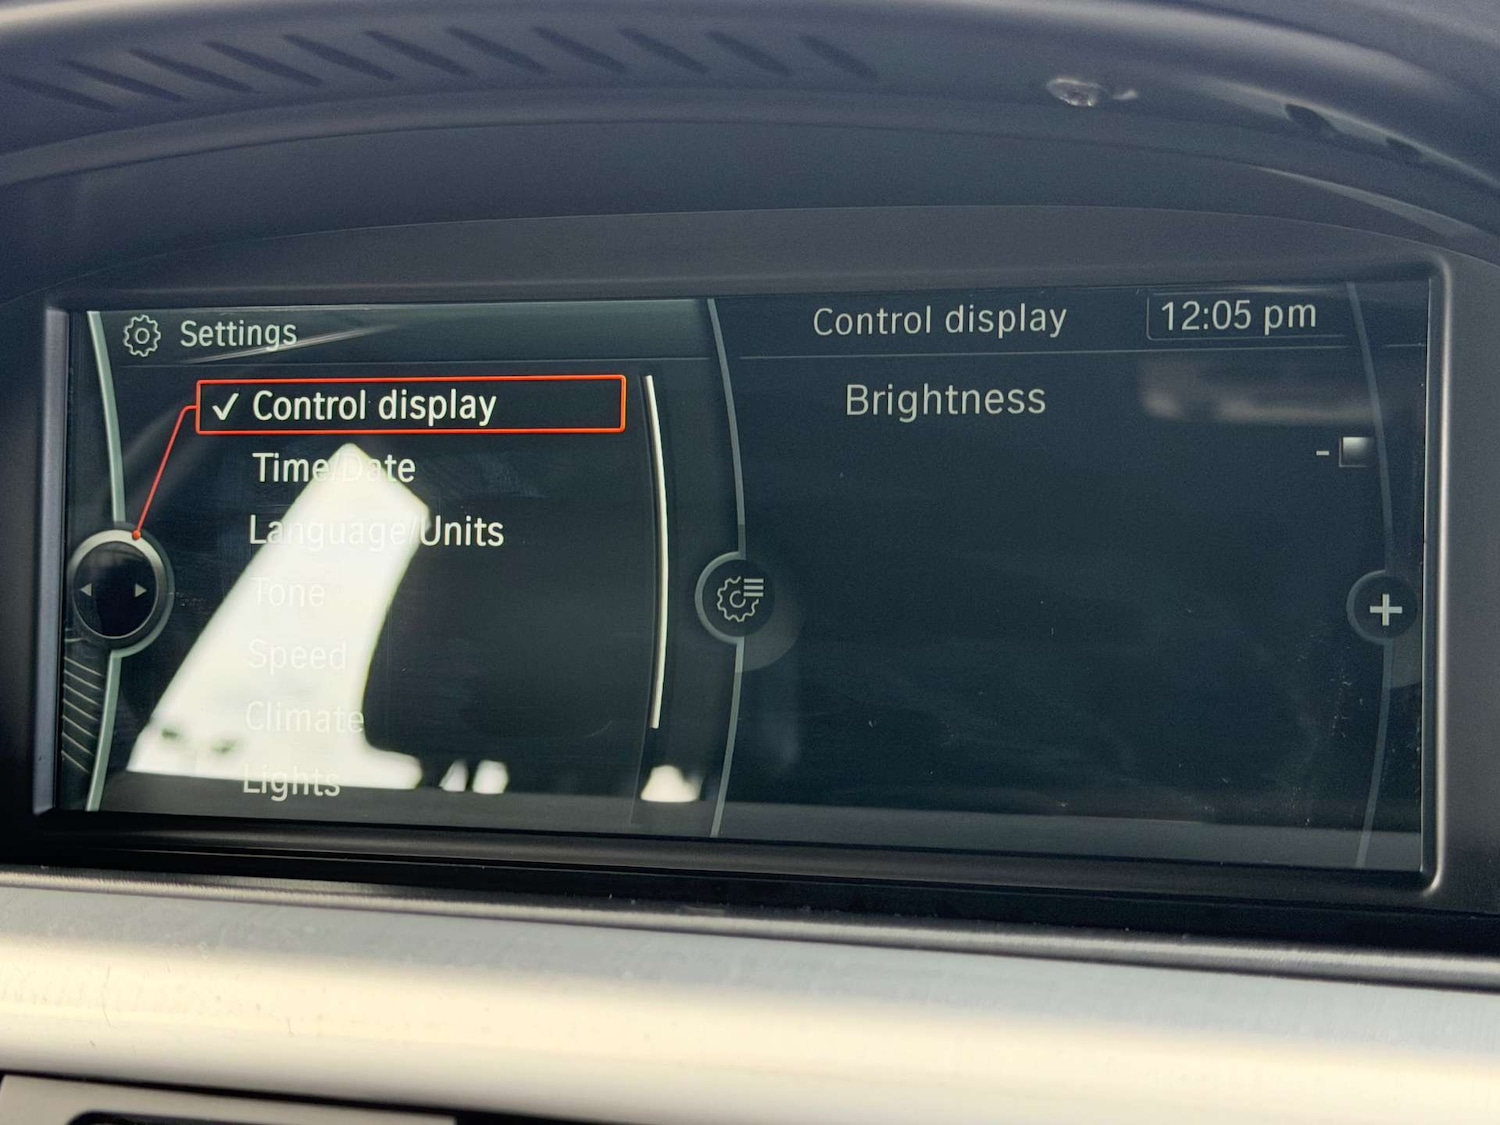 Settings
✓ Control display
Time/Date
Language/Units
Tone
Speed
Climate
Lights
Control display
12:05 pm
Brightness
-
+